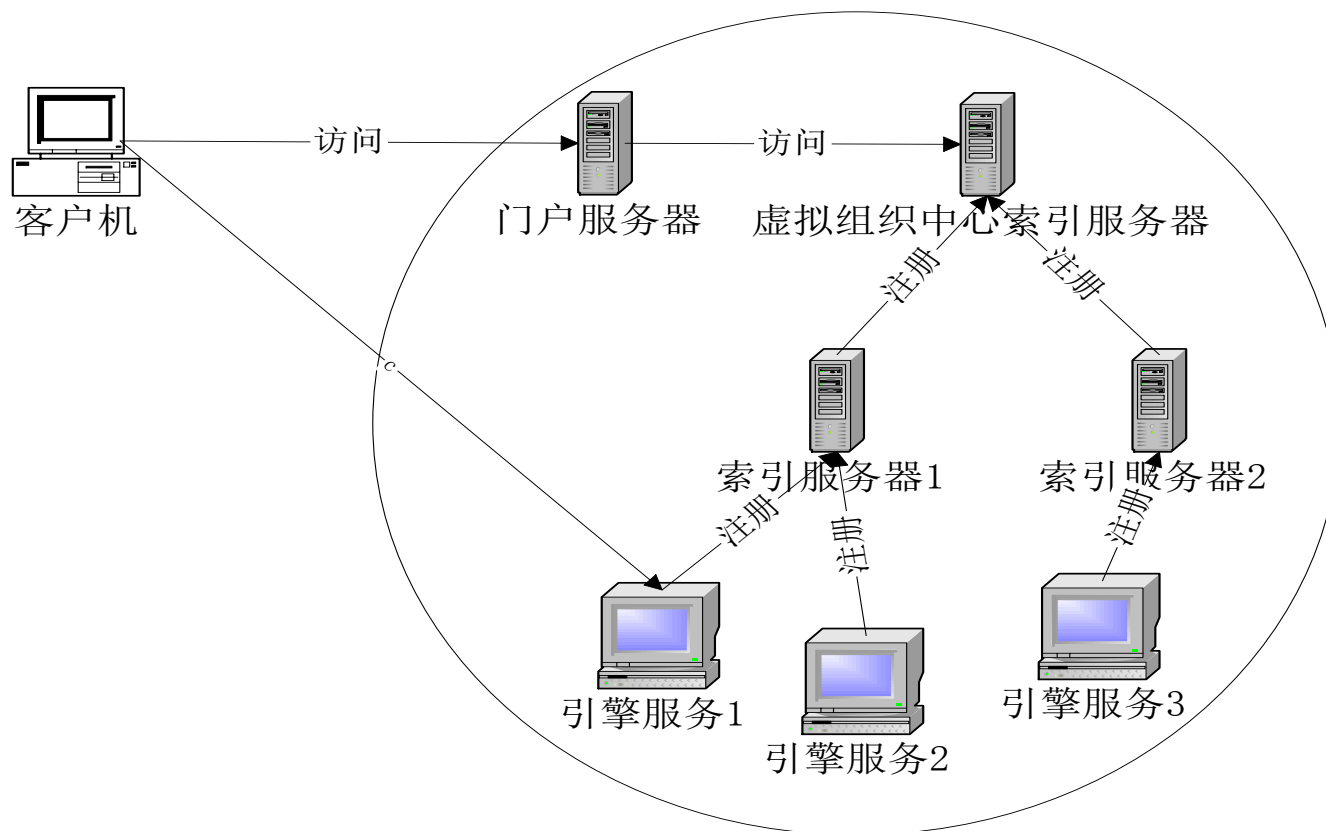 访问
访问
客户机
门户服务器
虚拟组织中心索引服务器
注册
注册
c
索引服务器1
索引服务器2
注册
注册
注册
引擎服务1
引擎服务2
引擎服务3